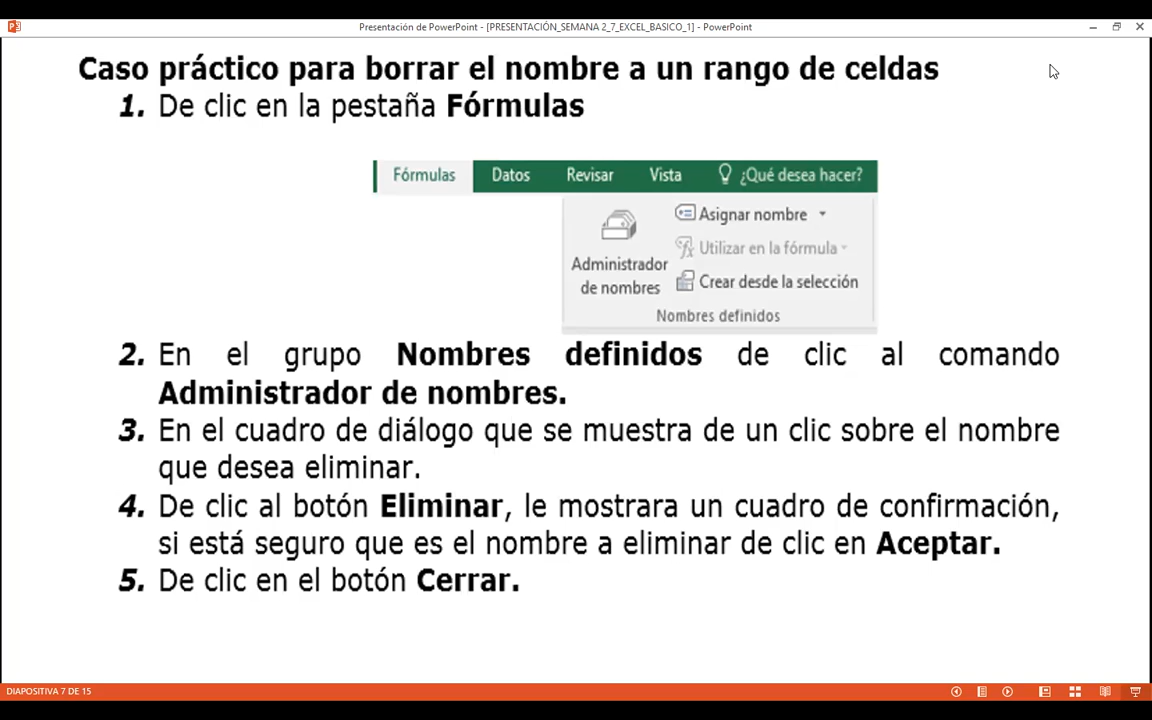 Presentación de PowerPoint - [PRESENTACIÓN_SEMANA 2_7_EXCEL_BASICO_1] - PowerPoint
Caso práctico para borrar el nombre a un rango de celdas
1. De clic en la pestaña Fórmulas
Fórmulas Datos Revisar Vista ¿Qué desea hacer?
Asignar nombre
Utilizar en la fórmula
Administrador
de nombres
Crear desde la selección
Nombres definidos
2. En el grupo Nombres definidos de clic al comando
Administrador de nombres.
3. En el cuadro de diálogo que se muestra de un clic sobre el nombre
que desea eliminar.
4. De clic al botón Eliminar, le mostrara un cuadro de confirmación,
si está seguro que es el nombre a eliminar de clic en Aceptar.
5. De clic en el botón Cerrar.
DIAPOSITIVA 7 DE 15